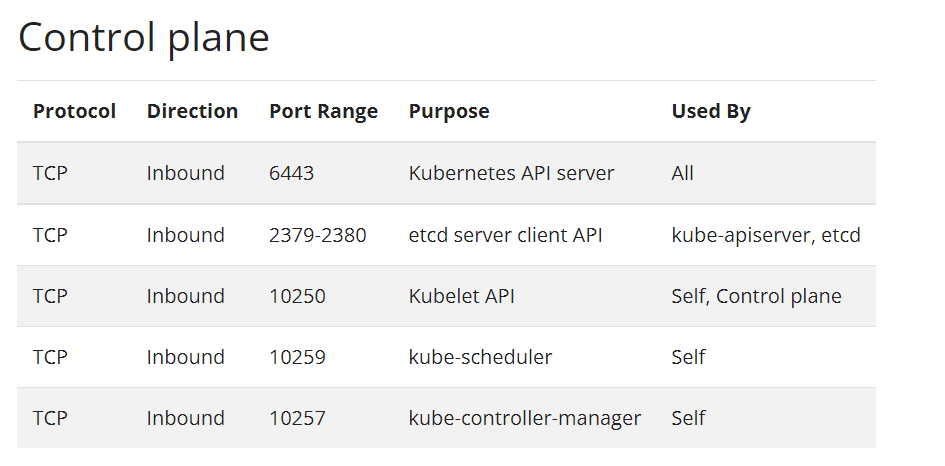 Control plane
Protocol Direction Port Range Purpose Used By
TCP Inbound 6443 Kubernetes API server All
TCP Inbound 2379-2380 etcd server client API kube-apiserver, etcd
TCP Inbound 10250 Kubelet API Self, Control plane
TCP Inbound 10259 kube-scheduler Self
TCP Inbound 10257 kube-controller-manager Self